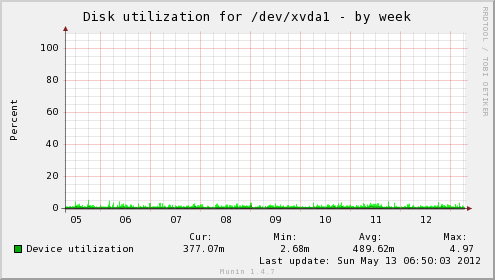 Disk utilization for /dev/xvda1 - by week
RRDTOOL / TOBI OETIKER
Percent
100
80
60
40
20
0
05 06 07 08 09 10 11 12
Cur: Min: Avg: Max:
Device utilization 377.07m 2.68m 489.62m 4.97
Last update: Sun May 13 06:50:03 2012
Munin 1.4.7